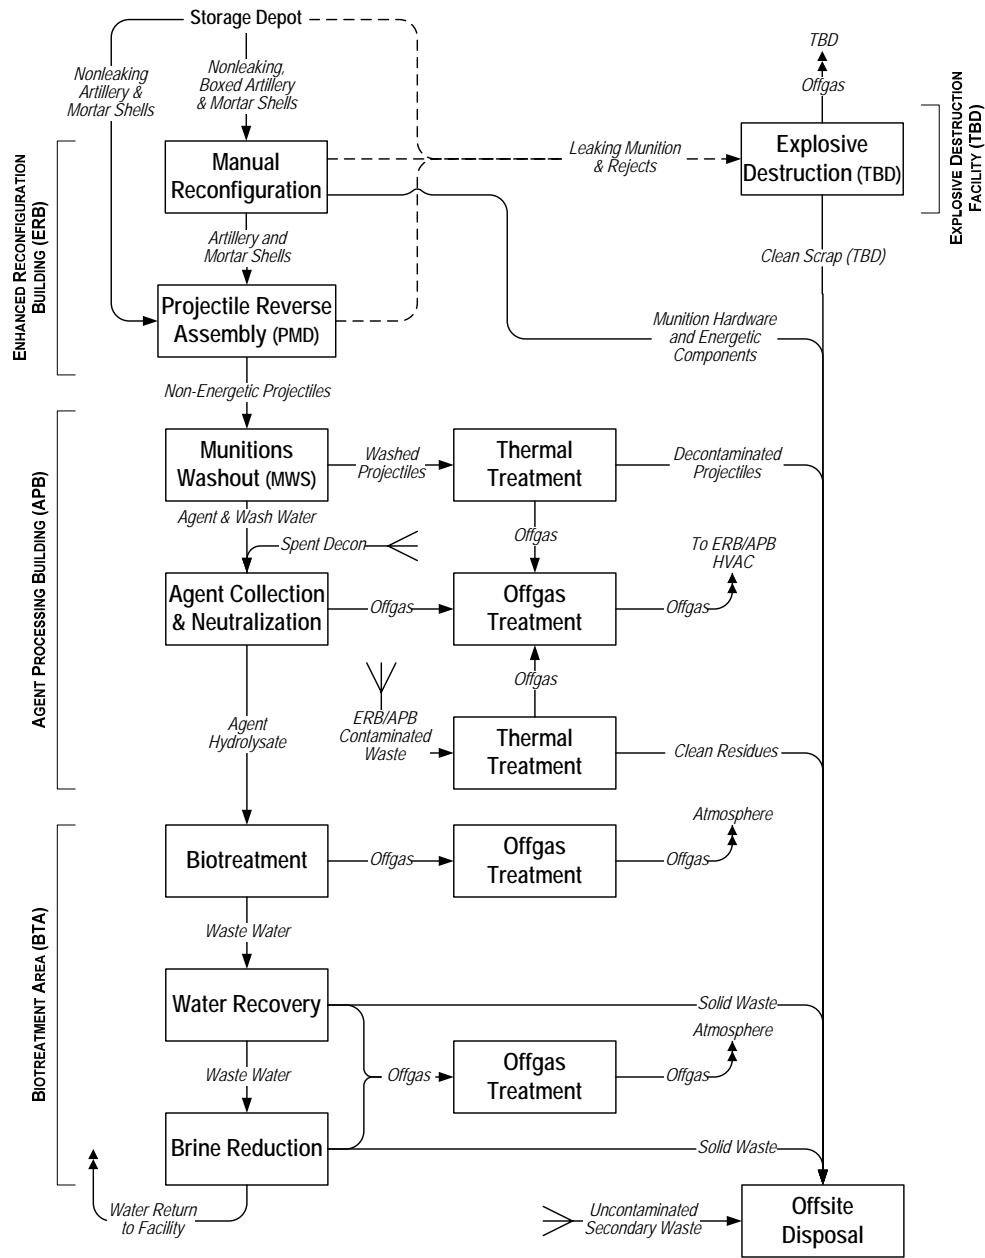 Storage Depot
Nonleaking
Artillery &
Mortar Shells
Nonleaking,
Boxed Artillery
& Mortar Shells
TBD
Offgas
Explosive
Destruction (TBD)
EXPLOSIVE DESTRUCTION
FACILITY (TBD)
Manual
Reconfiguration
Leaking Munition
& Rejects
ENHANCED RECONFIGURATION
BUILDING (ERB)
Artillery and
Mortar Shells
Clean Scrap (TBD)
Projectile Reverse
Assembly (PMD)
Munition Hardware
and Energetic
Components
Non-Energetic Projectiles
AGENT PROCESSING BUILDING (APB)
Munitions
Washout (MWS)
Washed
Projectiles
Thermal
Treatment
Decontaminated
Projectiles
Agent & Wash Water
Spent Decon
Offgas
To ERB/APB
HVAC
Agent Collection
& Neutralization
Offgas
Offgas
Treatment
Offgas
Offgas
Agent
Hydrolysate
ERB/APB
Contaminated
Waste
Thermal
Treatment
Clean Residues
BIOTREATMENT AREA (BTA)
Biotreatment
Offgas
Offgas
Treatment
Offgas
Atmosphere
Waste Water
Water Recovery
Solid Waste
Waste Water
Offgas
Offgas
Treatment
Offgas
Atmosphere
Brine Reduction
Solid Waste
Water Return
to Facility
Uncontaminated
Secondary Waste
Offsite
Disposal